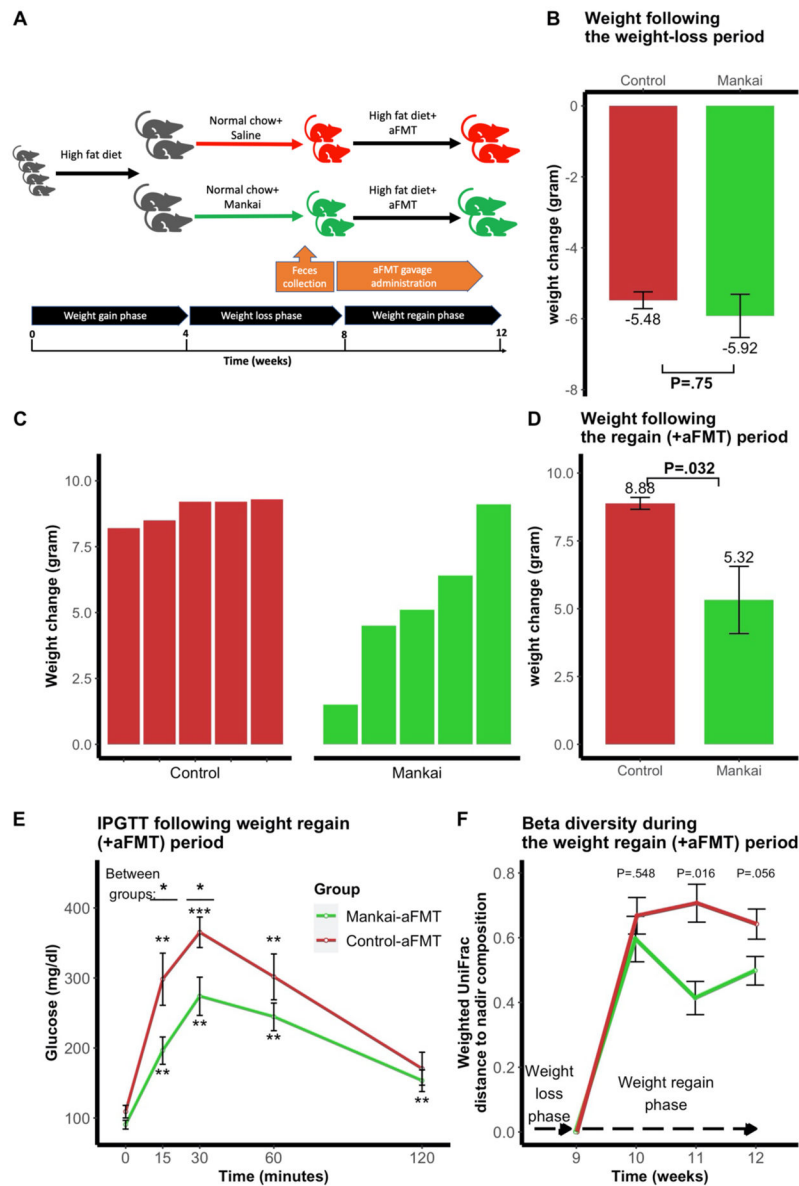 A
High fat diet
Normal chow+
Saline
High fat diet+
aFMT
Normal chow+
Mankai
High fat diet+
aFMT
Feces
collection
aFMT gavage
administration
Weight gain phase
Weight loss phase
Weight regain phase
0
4
8
12
Time (weeks)
B
Weight following
the weight-loss period
Control
Mankai
weight change (gram)
0
-2
-4
-6
-8
-5.48
-5.92
P=.75
C
Weight change (gram)
10.0
7.5
5.0
2.5
0.0
Control
Mankai
D
Weight following
the regain (+aFMT) period
weight change (gram)
10.0
7.5
5.0
2.5
0.0
P=.032
8.88
5.32
Control
Mankai
E
IPGTT following weight regain
(+aFMT) period
Between
groups:
*
*
***
**
**
**
**
**
**
Group
Mankai-aFMT
Control-aFMT
Glucose (mg/dl)
400
300
200
100
0
15
30
60
120
Time (minutes)
F
Beta diversity during
the weight regain (+aFMT) period
Weighted UniFrac
distance to nadir composition
0.8
0.6
0.4
0.2
0.0
P=.548
P=.016
P=.056
Weight
loss
phase
Weight regain
phase
9
10
11
12
Time (weeks)